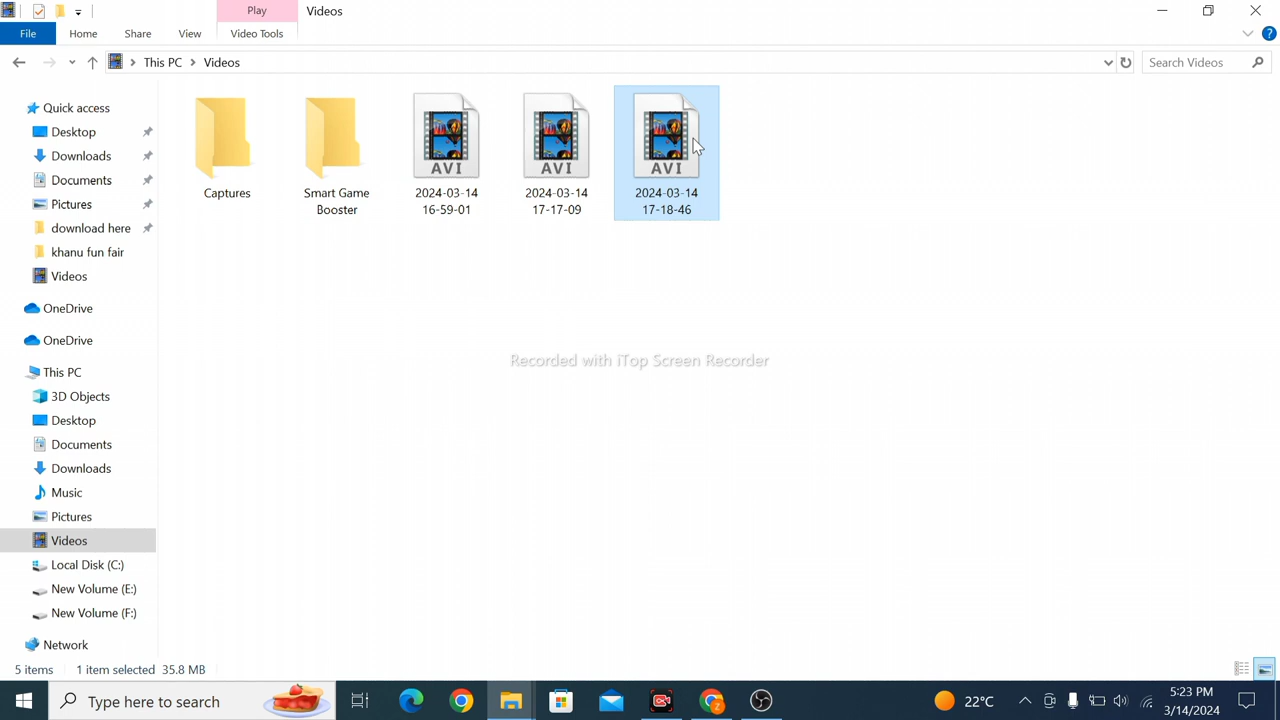 Play
Videos
File
Home
Share
View
Video Tools
This PC
Videos
Search Videos
Quick access
Desktop
Downloads
Documents
Pictures
download here
khanu fun fair
Videos
OneDrive
OneDrive
This PC
3D Objects
Desktop
Documents
Downloads
Music
Pictures
Videos
Local Disk (C:)
New Volume (E:)
New Volume (F:)
Network
Captures
Smart Game
Booster
AVI
2024-03-14
16-59-01
AVI
2024-03-14
17-17-09
AVI
2024-03-14
17-18-46
Recorded with iTop Screen Recorder
5 items
1 item selected 35.8 MB
Type here to search
22°C
5:23 PM
3/14/2024